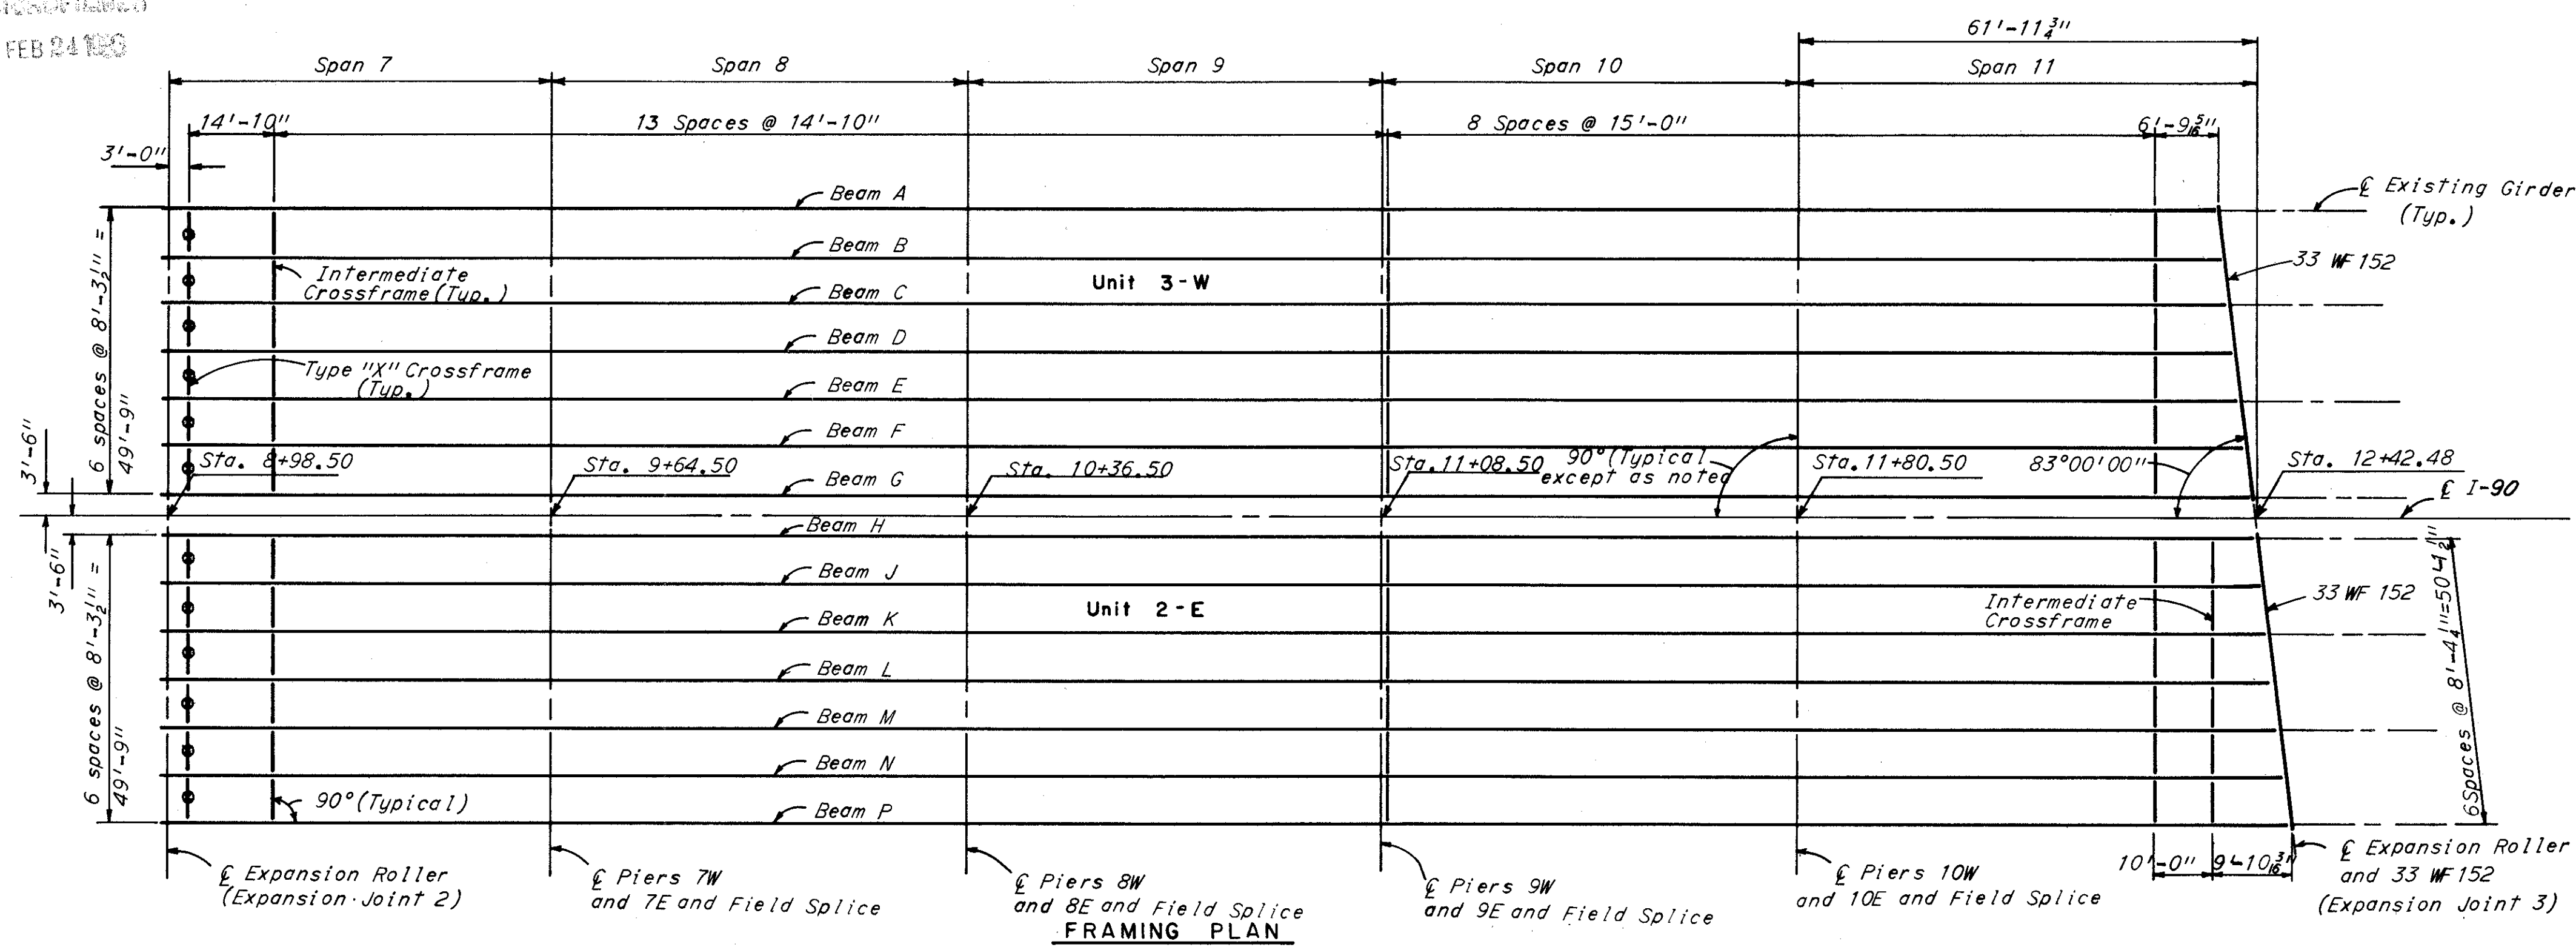 FEB 24
61'-11 3/4"
Span 7
Span 8
Span 9
Span 10
Span 11
14'-10"
13 Spaces @ 14'-10"
8 Spaces @ 15'-0"
6'-9 5/16"
3'-0"
Beam A
℄ Existing Girder
(Typ.)
Beam B
Intermediate
Crossframe (Typ.)
Unit 3-W
33 WF 152
Beam C
Beam D
Type "X" Crossframe
(Typ.)
Beam E
6 spaces @ 8'-3 1/2" =
49'-9"
Beam F
3'-6"
Sta. 8+98.50
Sta. 9+64.50
Sta. 10+36.50
Sta. 11+08.50
90° (Typical
except as noted
Sta. 11+80.50
83°00'00"
Sta. 12+42.48
Beam G
℄ I-90
Beam H
3'-6"
Beam J
Unit 2-E
Intermediate
Crossframe
33 WF 152
Beam K
Beam L
6 spaces @ 8'-3 1/2" =
49'-9"
6 Spaces @ 8'-4 1/4"=50'-1 1/2"
Beam M
Beam N
90° (Typical)
Beam P
10'-0"
9'-10 3/16"
℄ Expansion Roller
(Expansion Joint 2)
℄ Piers 7W
and 7E and Field Splice
℄ Piers 8W
and 8E and Field Splice
℄ Piers 9W
and 9E and Field Splice
℄ Piers 10W
and 10E and Field Splice
℄ Expansion Roller
and 33 WF 152
(Expansion Joint 3)
FRAMING PLAN